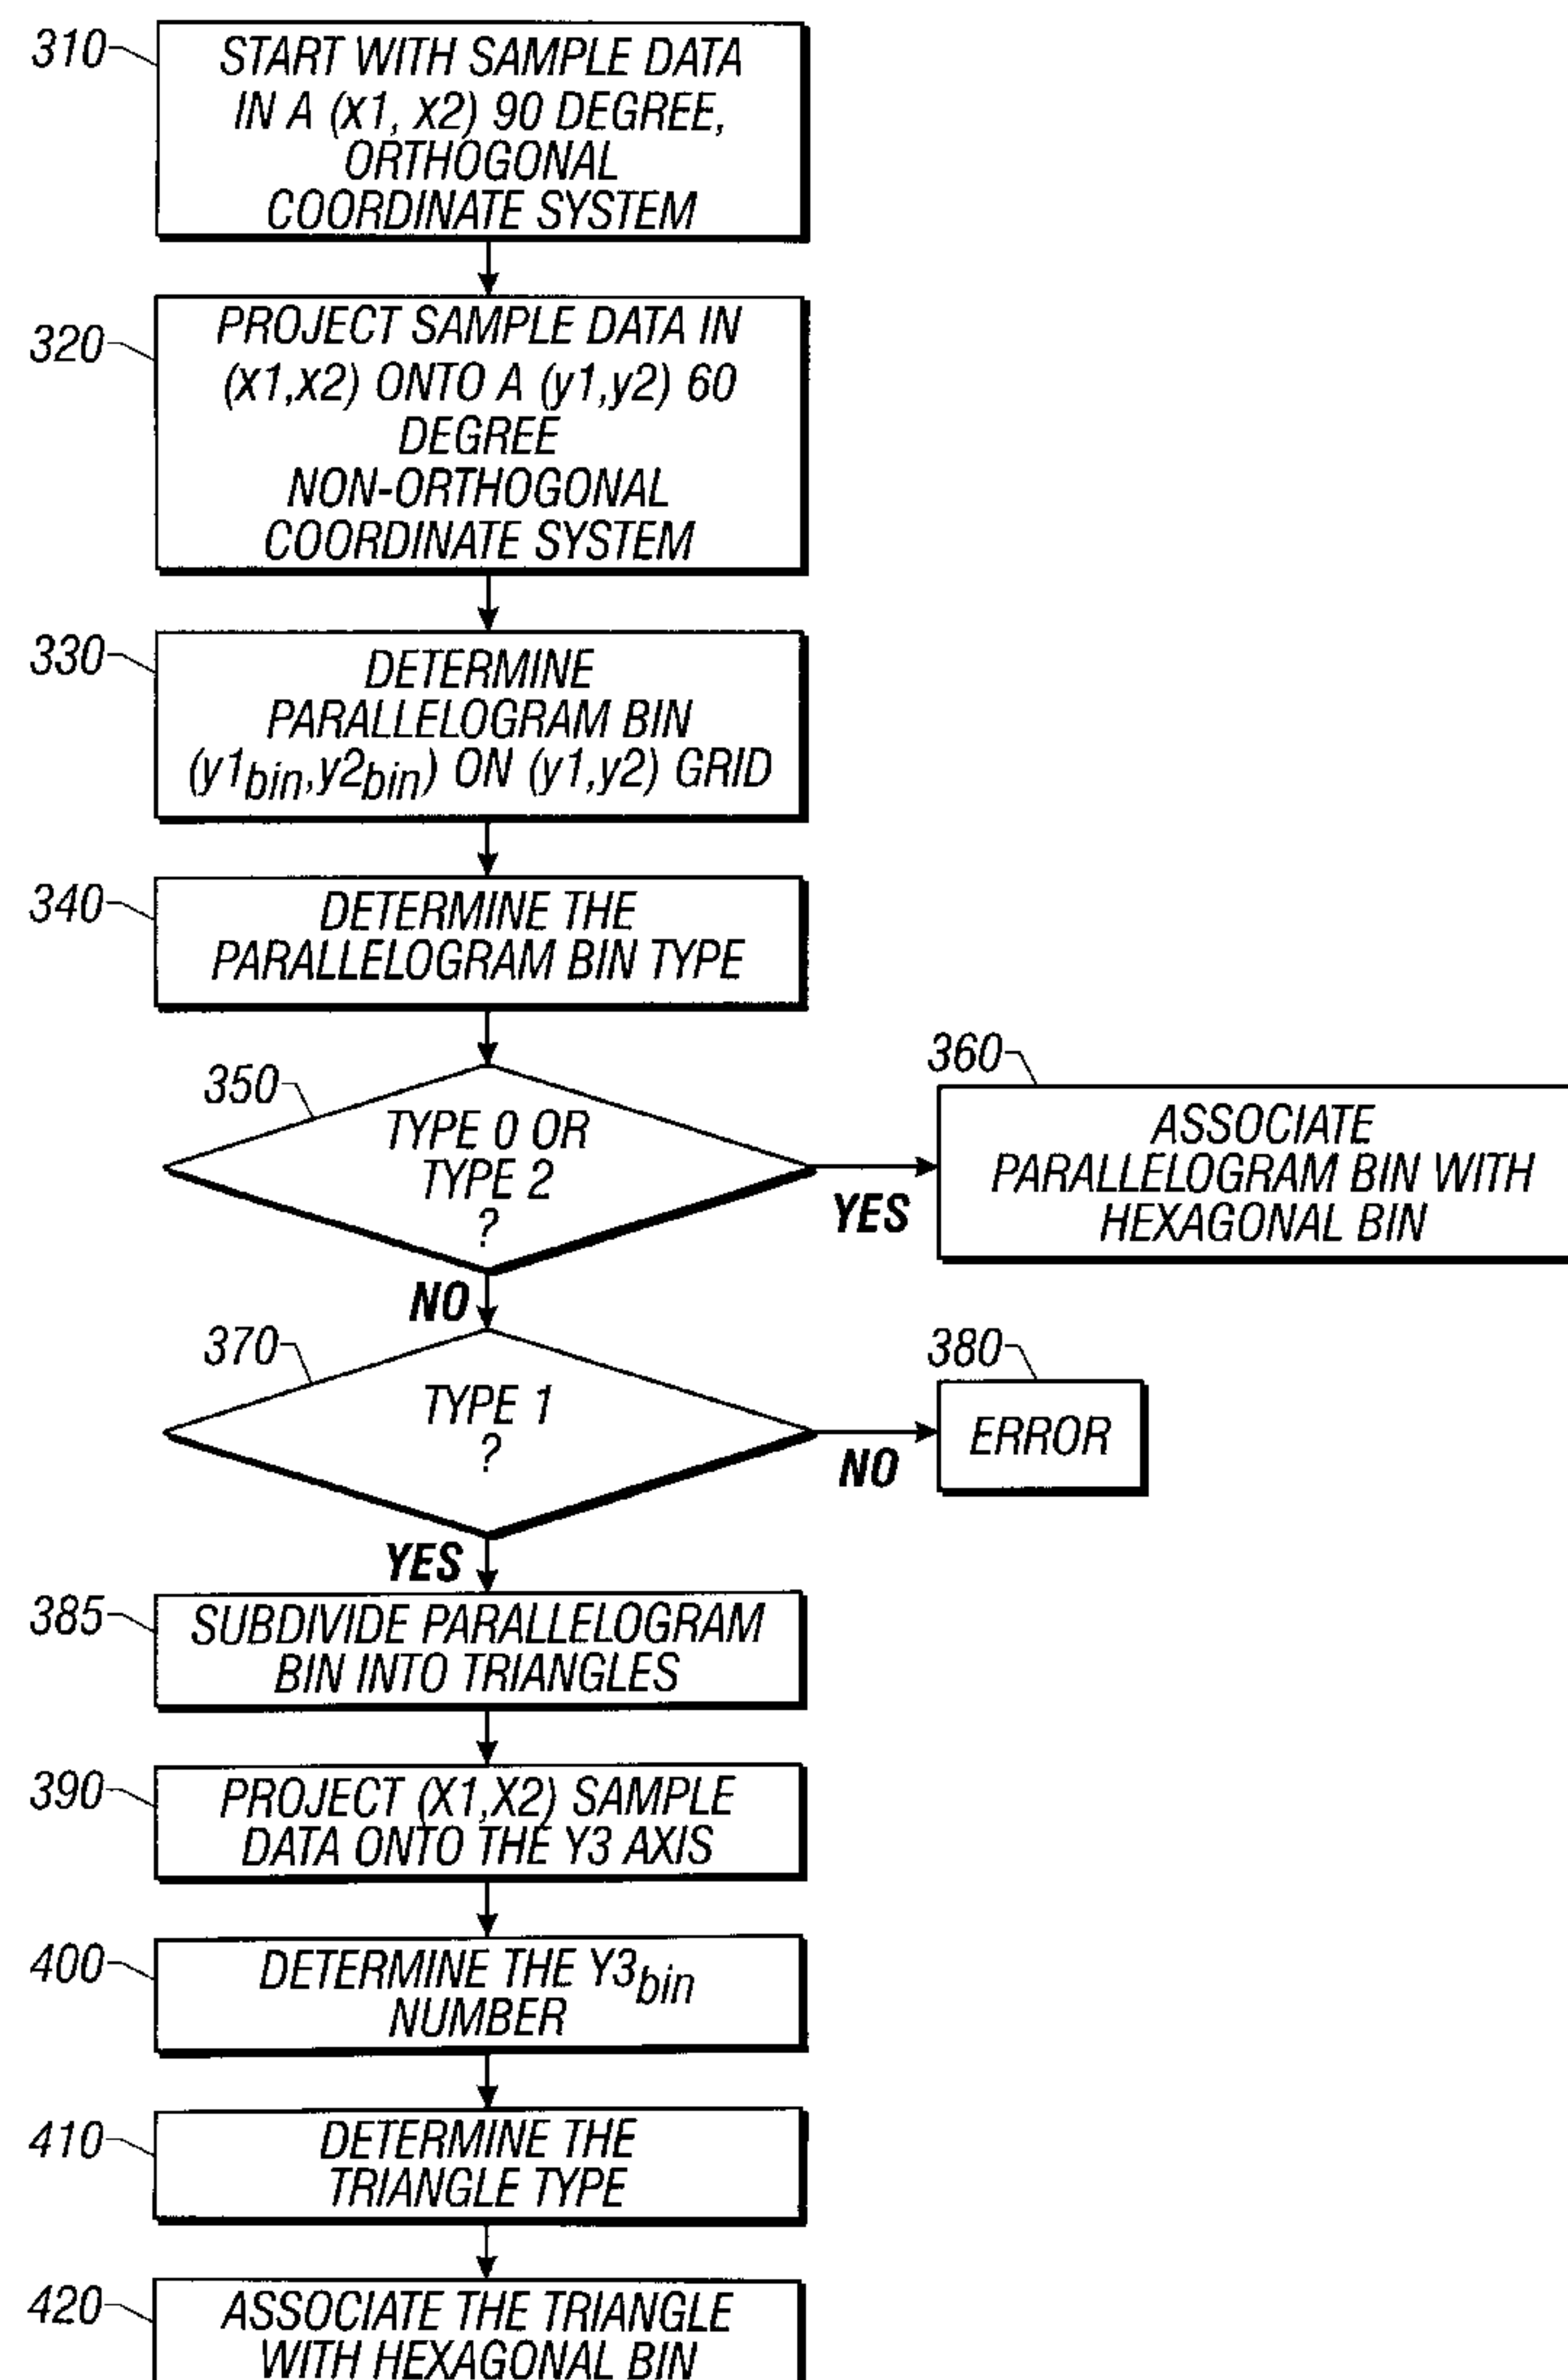 310
START WITH SAMPLE DATA
IN A (x1, x2) 90 DEGREE,
ORTHOGONAL
COORDINATE SYSTEM
320
PROJECT SAMPLE DATA IN
(x1,x2) ONTO A (y1,y2) 60
DEGREE
NON-ORTHOGONAL
COORDINATE SYSTEM
330
DETERMINE
PARALLELOGRAM BIN
(y1bin,y2bin) ON (y1,y2) GRID
340
DETERMINE THE
PARALLELOGRAM BIN TYPE
350
TYPE 0 OR
TYPE 2
?
YES
360
ASSOCIATE
PARALLELOGRAM BIN WITH
HEXAGONAL BIN
NO
370
TYPE 1
?
NO
380
ERROR
YES
385
SUBDIVIDE PARALLELOGRAM
BIN INTO TRIANGLES
390
PROJECT (X1,X2) SAMPLE
DATA ONTO THE Y3 AXIS
400
DETERMINE THE Y3bin
NUMBER
410
DETERMINE THE
TRIANGLE TYPE
420
ASSOCIATE THE TRIANGLE
WITH HEXAGONAL BIN